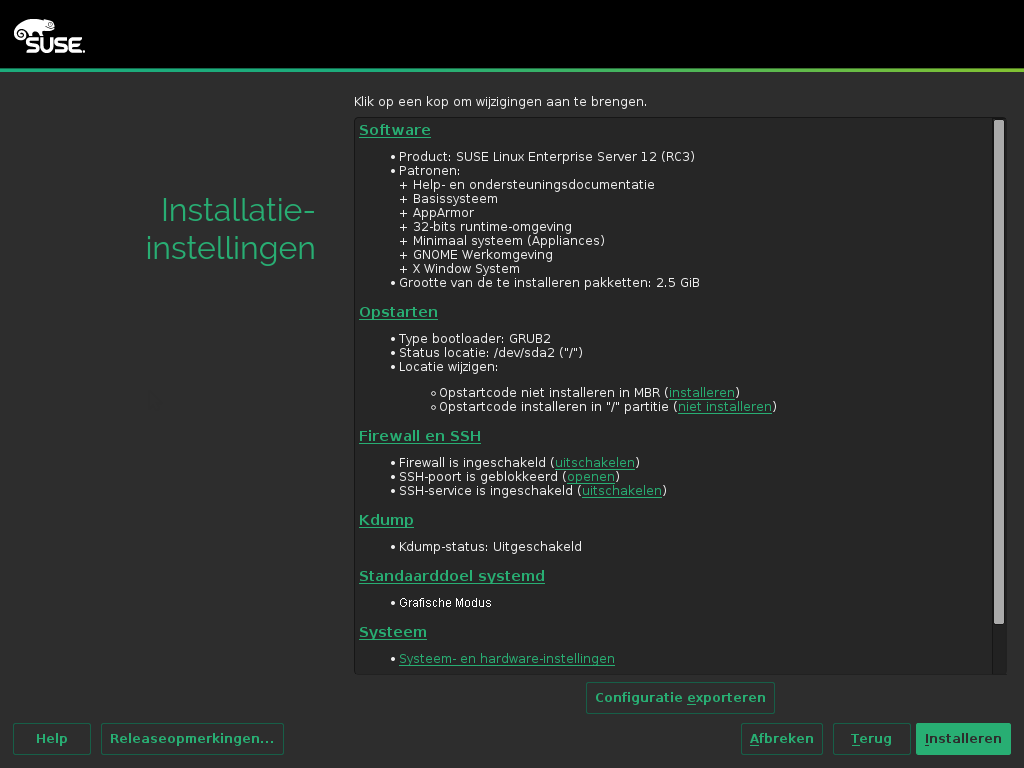 SUSE.
Klik op een kop om wijzigingen aan te brengen.
Installatie-
instellingen
Software
• Product: SUSE Linux Enterprise Server 12 (RC3)
• Patronen:
+ Help- en ondersteuningsdocumentatie
+ Basissysteem
+ AppArmor
+ 32-bits runtime-omgeving
+ Minimaal systeem (Appliances)
+ GNOME Werkomgeving
+ X Window System
• Grootte van de te installeren pakketten: 2.5 GiB
Opstarten
• Type bootloader: GRUB2
• Status locatie: /dev/sda2 ("/")
• Locatie wijzigen:
◦ Opstartcode niet installeren in MBR (installeren)
◦ Opstartcode installeren in "/" partitie (niet installeren)
Firewall en SSH
• Firewall is ingeschakeld (uitschakelen)
• SSH-poort is geblokkeerd (openen)
• SSH-service is ingeschakeld (uitschakelen)
Kdump
• Kdump-status: Uitgeschakeld
Standaarddoel systemd
• Grafische Modus
Systeem
• Systeem- en hardware-instellingen
Configuratie exporteren
Help
Releaseopmerkingen...
Afbreken
Terug
Installeren